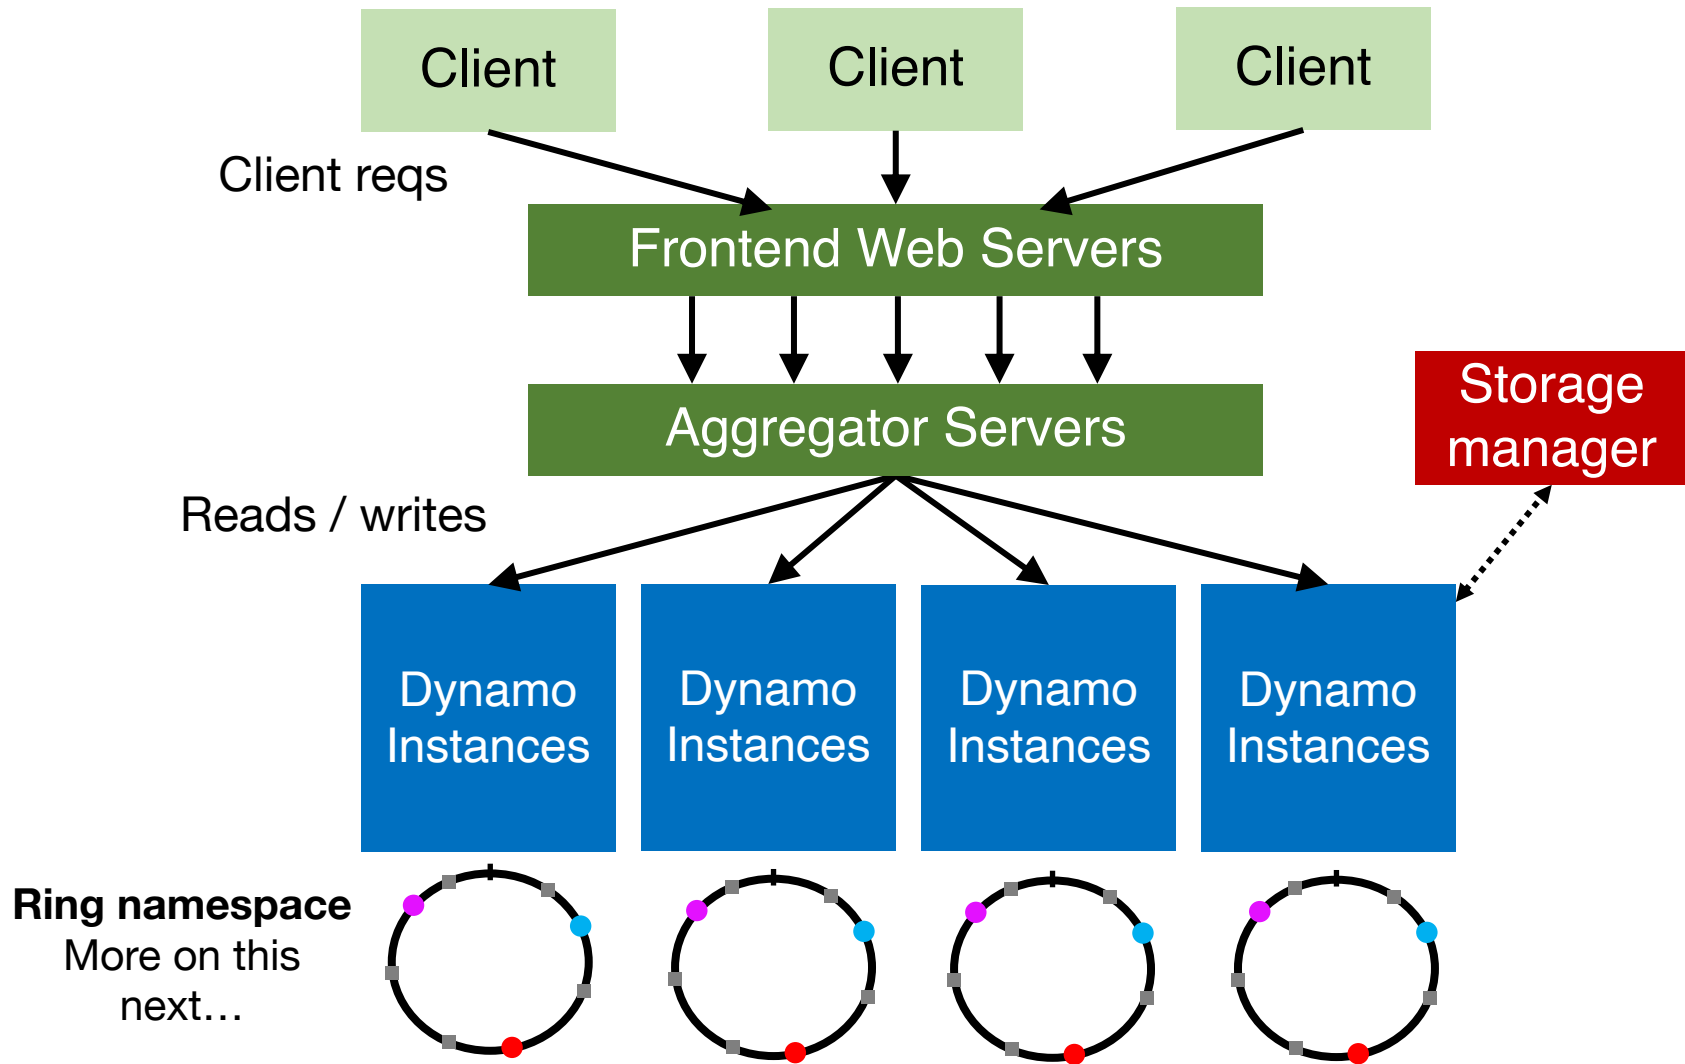 Client
Client
Client
Client reqs
Frontend Web Servers
Aggregator Servers
Storage
manager
Reads / writes
Dynamo
Instances
Dynamo
Instances
Dynamo
Instances
Dynamo
Instances
Ring namespace
More on this
next…